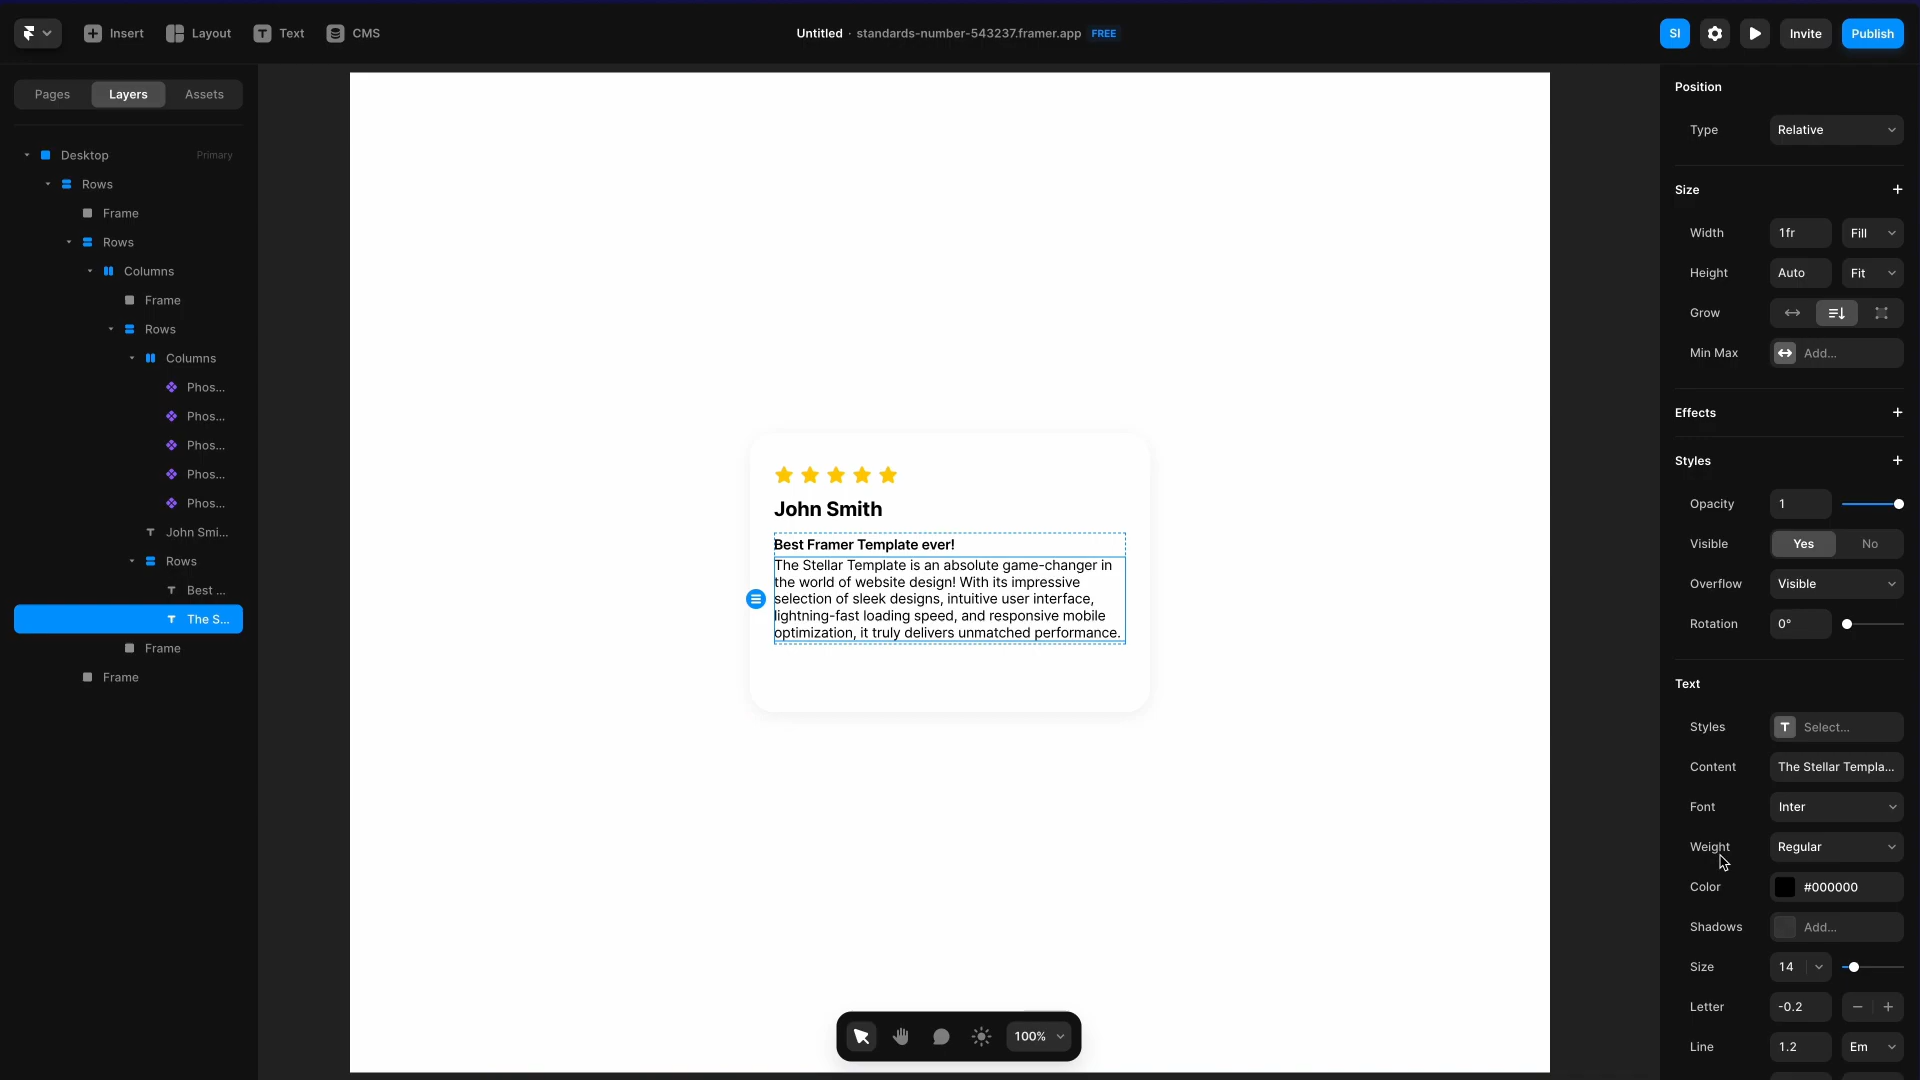 Insert
Layout
Text
CMS
Untitled · standards-number-543237.framer.app FREE
SI
Invite
Publish
Pages
Layers
Assets
Desktop
Primary
Rows
Frame
Rows
Columns
Frame
Rows
Columns
Phos...
Phos...
Phos...
Phos...
Phos...
John Smi...
Rows
Best ...
The S...
Frame
Frame
John Smith
Best Framer Template ever!
The Stellar Template is an absolute game-changer in
the world of website design! With its impressive
selection of sleek designs, intuitive user interface,
lightning-fast loading speed, and responsive mobile
optimization, it truly delivers unmatched performance.
100%
Position
Type
Relative
Size
Width
1fr
Fill
Height
Auto
Fit
Grow
Min Max
Add...
Effects
Styles
Opacity
1
Visible
Yes
No
Overflow
Visible
Rotation
0°
Text
Styles
T
Select...
Content
The Stellar Templa...
Font
Inter
Weight
Regular
Color
#000000
Shadows
Add...
Size
14
Letter
-0.2
Line
1.2
Em